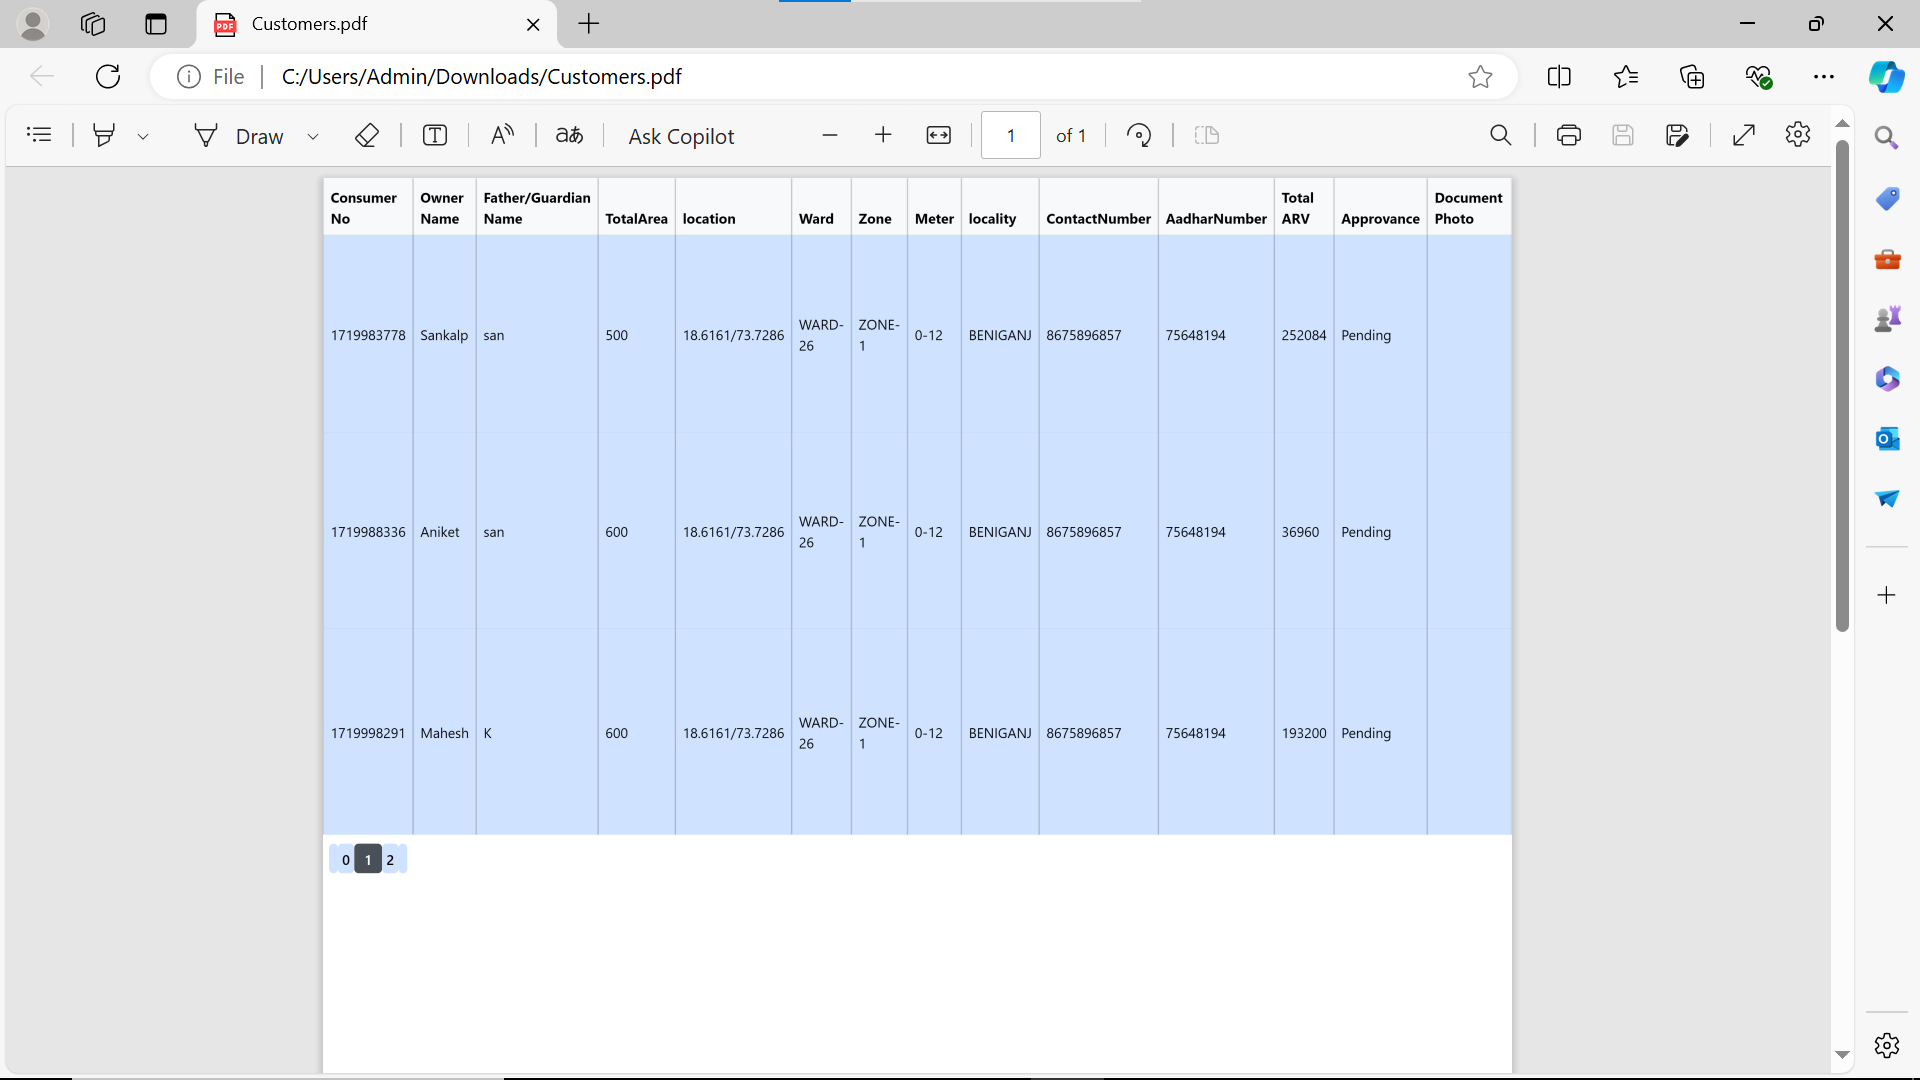 Customers.pdf
File
C:/Users/Admin/Downloads/Customers.pdf
Draw
aあ
Ask Copilot
1
of 1
Consumer No Owner Name Father/Guardian Name TotalArea location Ward Zone Meter locality ContactNumber AadharNumber Total ARV Approvance Document Photo
1719983778 Sankalp san 500 18.6161/73.7286 WARD-26 ZONE-1 0-12 BENIGANJ 8675896857 75648194 252084 Pending
1719988336 Aniket san 600 18.6161/73.7286 WARD-26 ZONE-1 0-12 BENIGANJ 8675896857 75648194 36960 Pending
1719998291 Mahesh K 600 18.6161/73.7286 WARD-26 ZONE-1 0-12 BENIGANJ 8675896857 75648194 193200 Pending
0 1 2